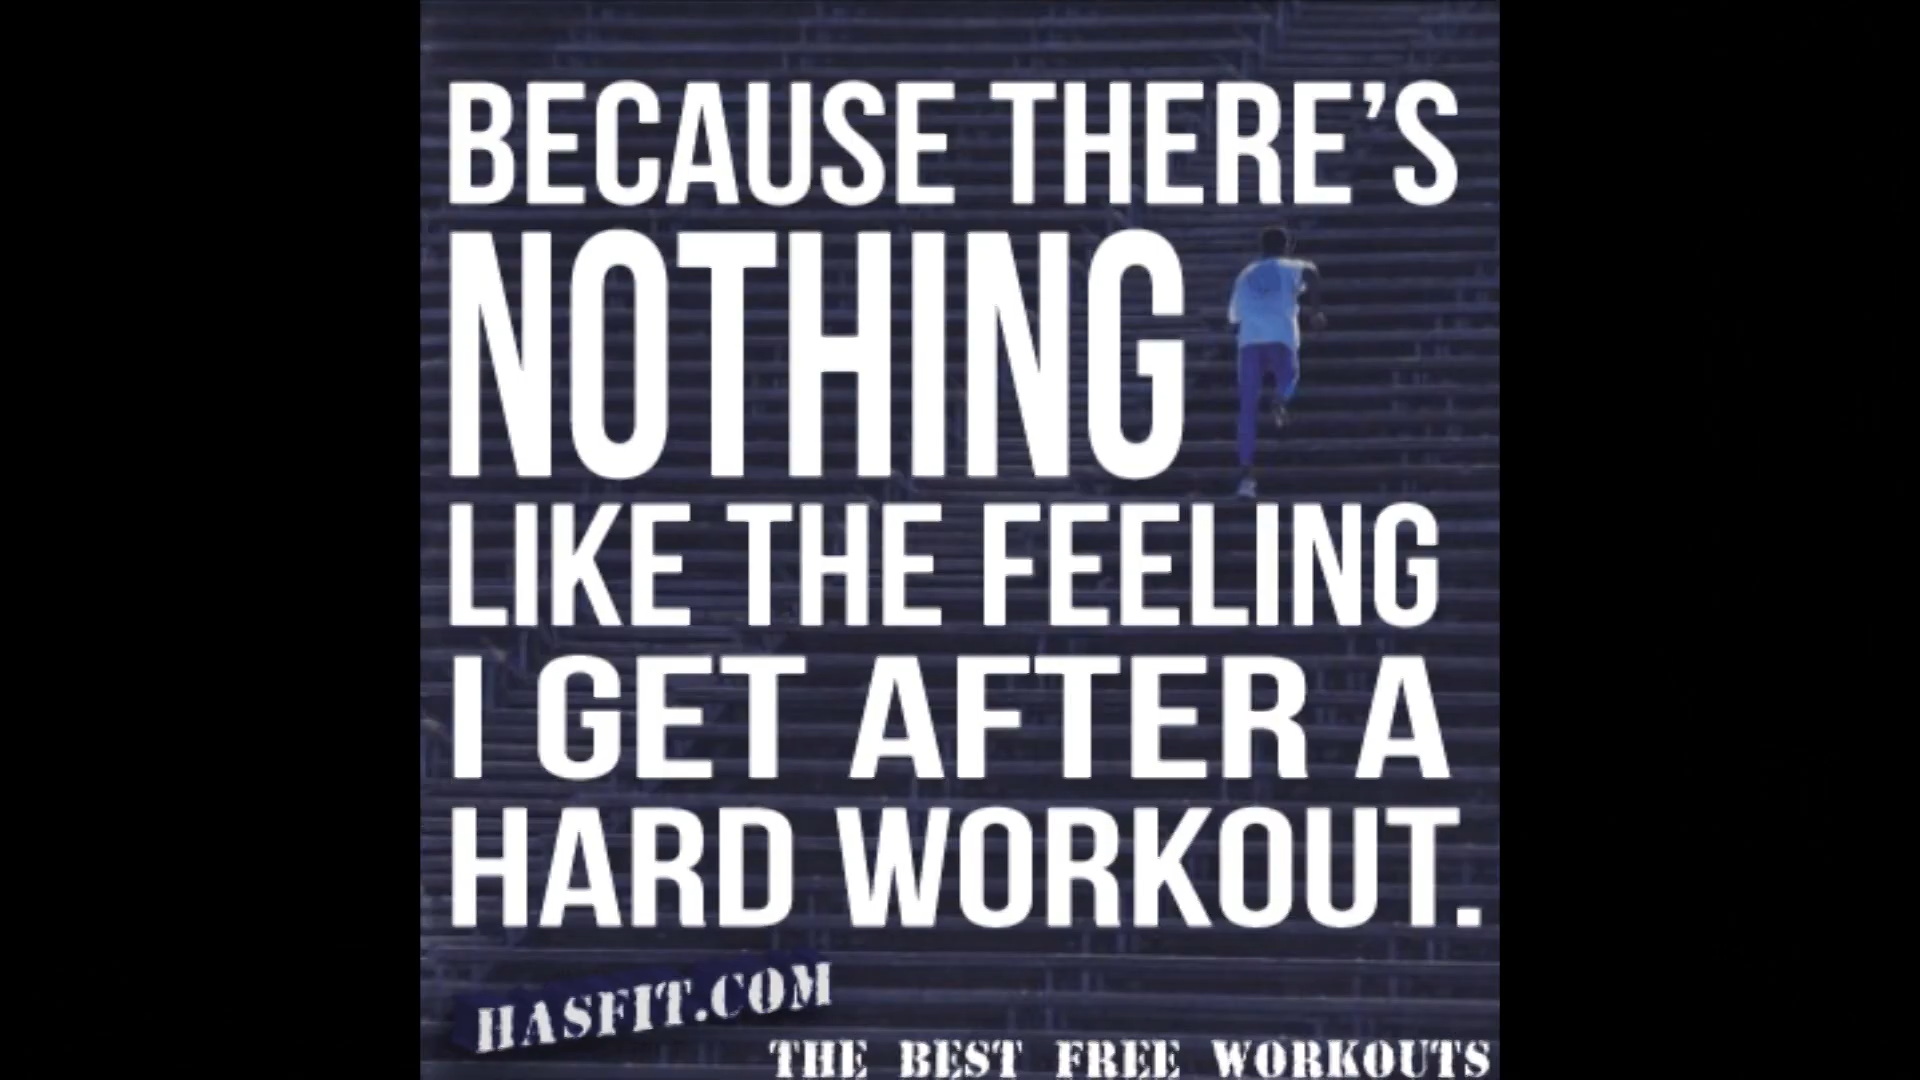 BECAUSE THERE’S
NOTHING
LIKE THE FEELING
I GET AFTER A
HARD WORKOUT.
HASFIT.COM
THE BEST FREE WORKOUTS